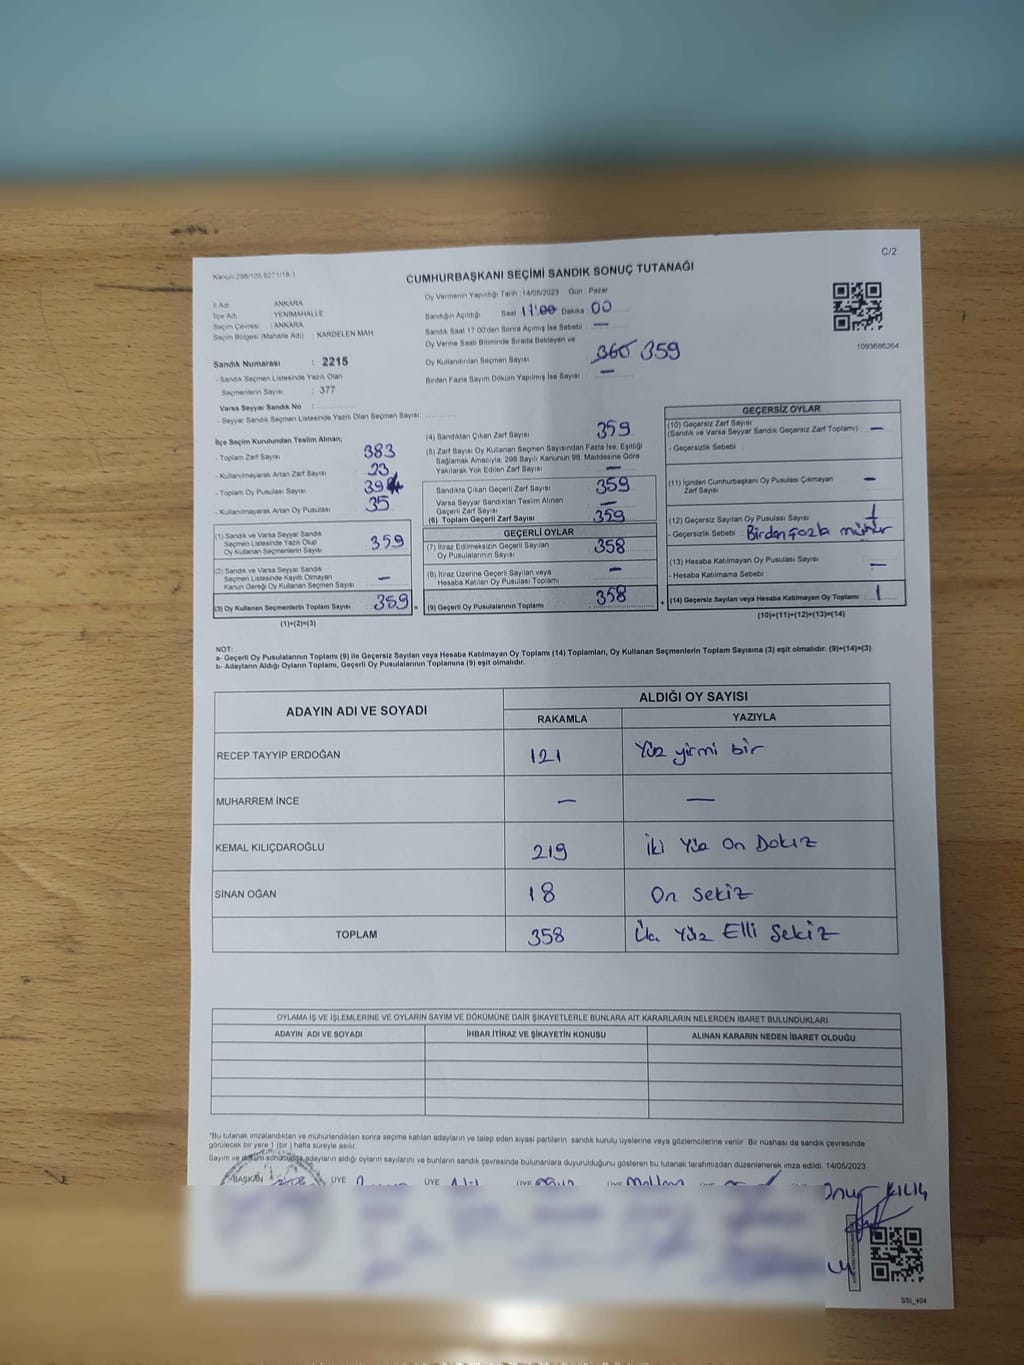 C/2
Kanun 298/105,6271/18-1
CUMHURBAŞKANI SEÇİMİ SANDIK SONUÇ TUTANAĞI
1093686264
İl Adı ANKARA
İlçe Adı YENİMAHALLE
Seçim Çevresi : ANKARA
Seçim Bölgesi (Mahalle Adı) : KARDELEN MAH.
Sandık Numarası : 2215
- Sandık Seçmen Listesinde Yazılı Olan
Seçmenlerin Sayısı : 377
Varsa Seyyar Sandık No :
- Seyyar Sandık Seçmen Listesinde Yazılı Olan Seçmen Sayısı :
Oy Vermenin Yapıldığı Tarih : 14/05/2023 Gün : Pazar
Sandığın Açıldığı Saat 17:00 Dakika 00
Sandık Saat 17.00'den Sonra Açılmış İse Sebebi : —
Oy Verme Saati Bitiminde Sırada Bekleyen ve
Oy Kullandırılan Seçmen Sayısı 360 359
Birden Fazla Sayım Döküm Yapılmış İse Sayısı : —
İlçe Seçim Kurulundan Teslim Alınan;
- Toplam Zarf Sayısı 383
- Kullanılmayarak Artan Zarf Sayısı 23
- Toplam Oy Pusulası Sayısı
- Kullanılmayarak Artan Oy Pusulası 35
(1) Sandık ve Varsa Seyyar Sandık
Seçmen Listesinde Yazılı Olup
Oy Kullanan Seçmenlerin Sayısı 359
(2) Sandık ve Varsa Seyyar Sandık
Seçmen Listesinde Kayıtlı Olmayan
Kanun Gereği Oy Kullanan Seçmen Sayısı —
(3) Oy Kullanan Seçmenlerin Toplam Sayısı 359 =
(1)+(2)=(3)
(4) Sandıktan Çıkan Zarf Sayısı 359
(5) Zarf Sayısı Oy Kullanan Seçmen Sayısından Fazla İse, Eşitliği
Sağlamak Amacıyla, 298 Sayılı Kanunun 98. Maddesine Göre
Yakılarak Yok Edilen Zarf Sayısı —
Sandıkta Çıkan Geçerli Zarf Sayısı 359
Varsa Seyyar Sandıktan Teslim Alınan
Geçerli Zarf Sayısı —
(6) Toplam Geçerli Zarf Sayısı 359
GEÇERLİ OYLAR
(7) İtiraz Edilmeksizin Geçerli Sayılan
Oy Pusulalarının Sayısı 358
(8) İtiraz Üzerine Geçerli Sayılan veya
Hesaba Katılan Oy Pusulası Toplamı —
(9) Geçerli Oy Pusulalarının Toplamı 358 +
GEÇERSİZ OYLAR
(10) Geçersiz Zarf Sayısı
(Sandık ve Varsa Seyyar Sandık Geçersiz Zarf Toplamı) : —
- Geçersizlik Sebebi
(11) İçinden Cumhurbaşkanı Oy Pusulası Çıkmayan
Zarf Sayısı —
(12) Geçersiz Sayılan Oy Pusulası Sayısı 1
- Geçersizlik Sebebi Birden fazla mühür
(13) Hesaba Katılmayan Oy Pusulası Sayısı —
- Hesaba Katılmama Sebebi
(14) Geçersiz Sayılan veya Hesaba Katılmayan Oy Toplamı 1
(10)+(11)+(12)+(13)=(14)
NOT:
a- Geçerli Oy Pusulalarının Toplamı (9) ile Geçersiz Sayılan veya Hesaba Katılmayan Oy Toplamı (14) Toplamları, Oy Kullanan Seçmenlerin Toplam Sayısına (3) eşit olmalıdır. (9)+(14)=(3)
b- Adayların Aldığı Oyların Toplamı, Geçerli Oy Pusulalarının Toplamına (9) eşit olmalıdır.
ADAYIN ADI VE SOYADI ALDIĞI OY SAYISI
RAKAMLA YAZIYLA
RECEP TAYYİP ERDOĞAN 121 Yüz yirmi bir
MUHARREM İNCE — —
KEMAL KILIÇDAROĞLU 219 İki Yüz On Dokuz
SİNAN OĞAN 18 On Sekiz
TOPLAM 358 Üç Yüz Elli Sekiz
OYLAMA İŞ VE İŞLEMLERİNE VE OYLARIN SAYIM VE DÖKÜMÜNE DAİR ŞİKAYETLERLE BUNLARA AİT KARARLARIN NELERDEN İBARET BULUNDUKLARI
ADAYIN ADI VE SOYADI İHBAR İTİRAZ VE ŞİKAYETİN KONUSU ALINAN KARARIN NEDEN İBARET OLDUĞU
*Bu tutanak imzalandıktan ve mühürlendikten sonra seçime katılan adayların ve talep eden siyasi partilerin sandık kurulu üyelerine veya gözlemcilerine verilir. Bir nüshası da sandık çevresinde
görülecek bir yere 1 (bir) hafta süreyle asılır.
Sayım ve döküm sonucunda adayların aldığı oyların sayılarını ve bunların sandık çevresinde bulunanlara duyurulduğunu gösteren bu tutanak tarafımızdan düzenlenerek imza edildi. 14/05/2023
BAŞKAN ÜYE ÜYE ÜYE ÜYE
Onur KILIÇ
SSI_404